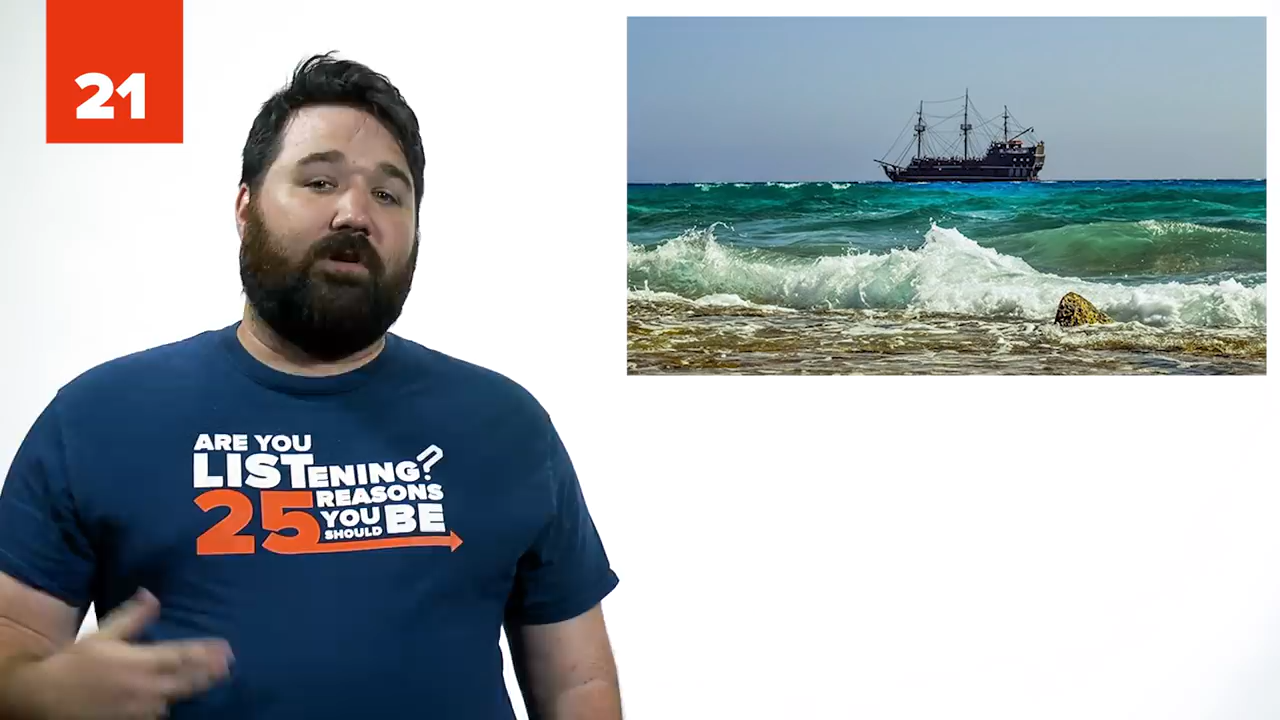 21
ARE YOU
LISTENING?
25 REASONS
YOU
SHOULD BE